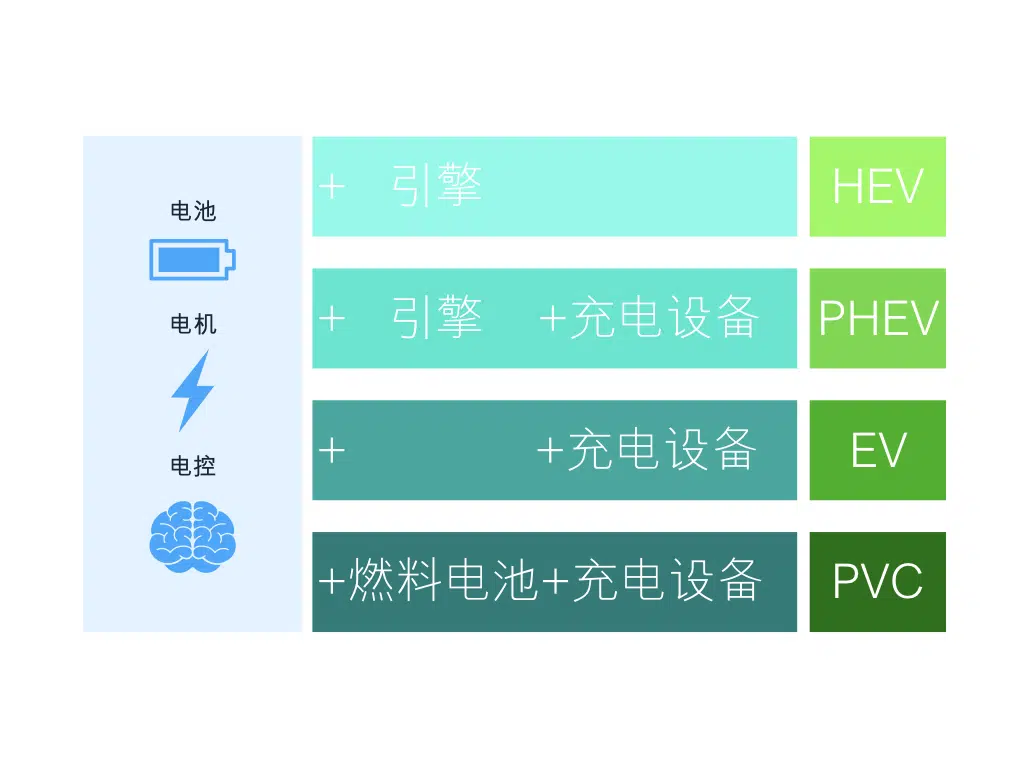 电池
电机
电控
+ 引擎
HEV
+ 引擎 +充电设备
PHEV
+ +充电设备
EV
+燃料电池+充电设备
PVC